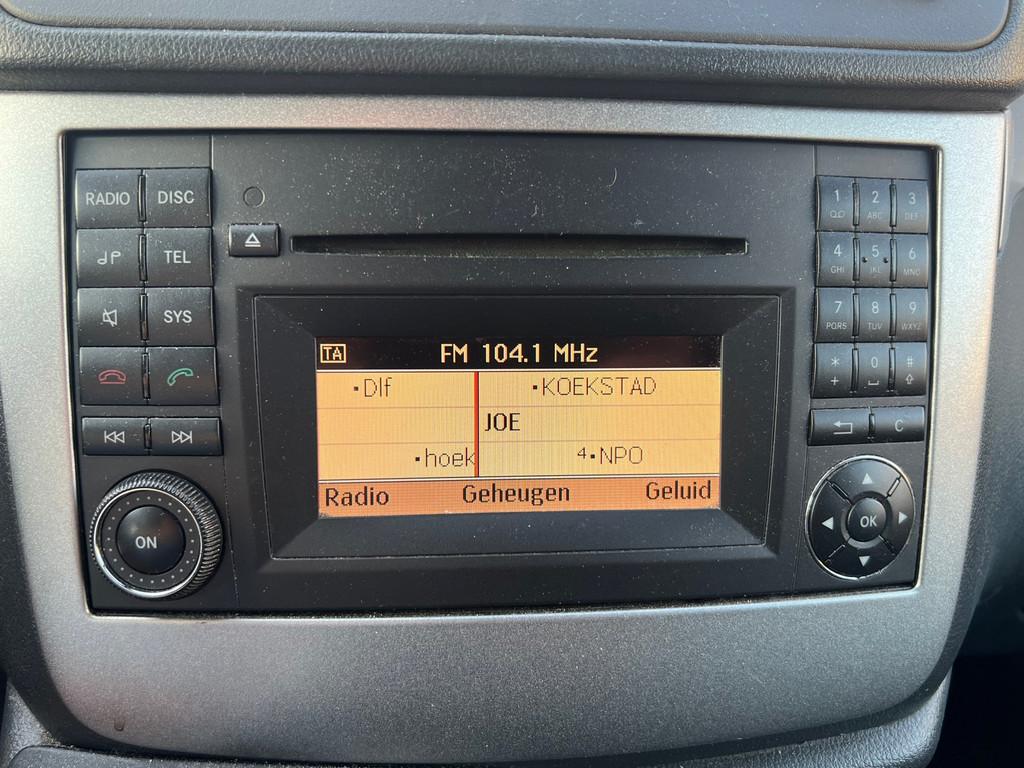 RADIO DISC
TEL
SYS
ON
TA FM 104.1 MHz
▪Dlf ▪KOEKSTAD
JOE
▪hoek 4▪NPO
Radio Geheugen Geluid
1 2 ABC 3 DEF
4 GHI 5 JKL 6 MNO
7 PQRS 8 TUV 9 WXYZ
* + 0 #
C
OK